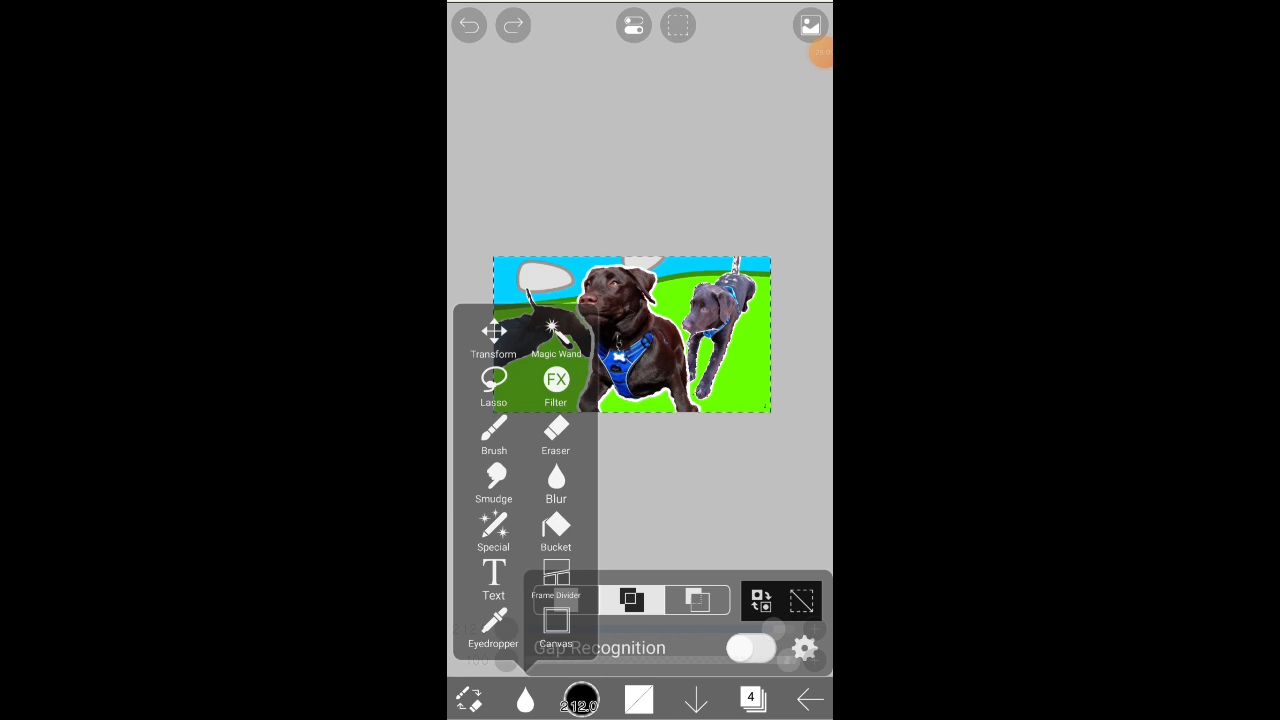 Transform
Magic Wand
Lasso
FX
Filter
Brush
Eraser
Smudge
Blur
Special
Bucket
T
Text
Frame Divider
Eyedropper
Canvas
Gap Recognition
212.0
4